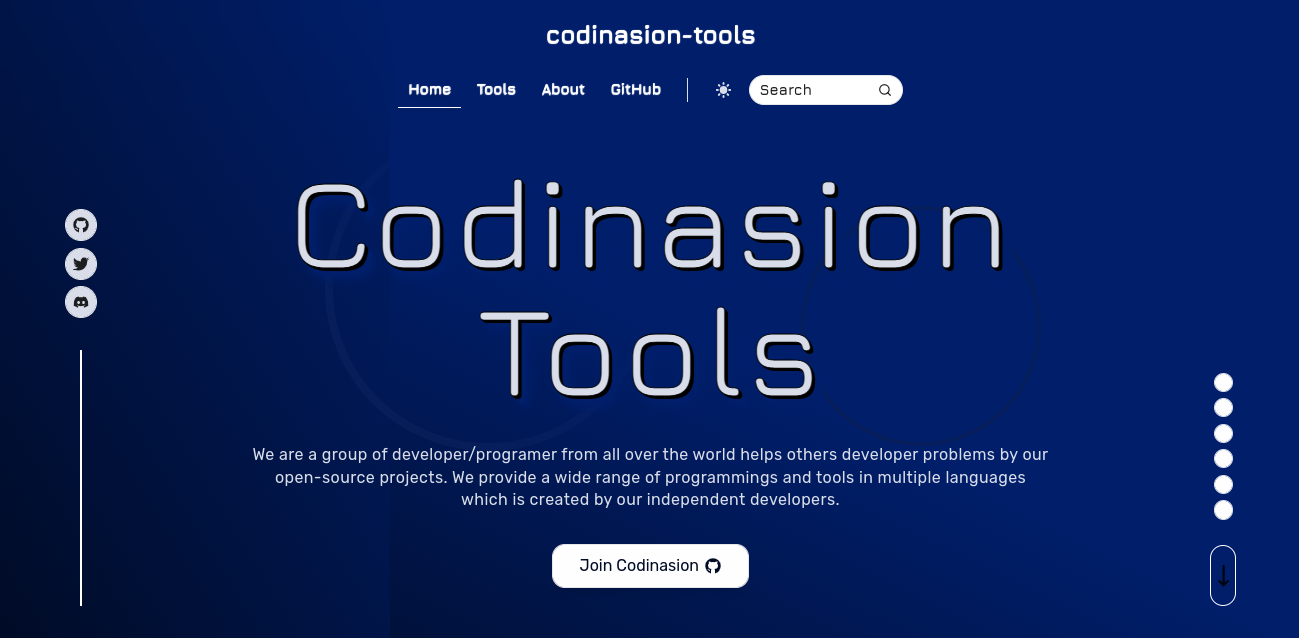 codinasion-tools
Home Tools About GitHub Search
Codinasion
Tools
We are a group of developer/programer from all over the world helps others developer problems by our
open-source projects. We provide a wide range of programmings and tools in multiple languages
which is created by our independent developers.
Join Codinasion